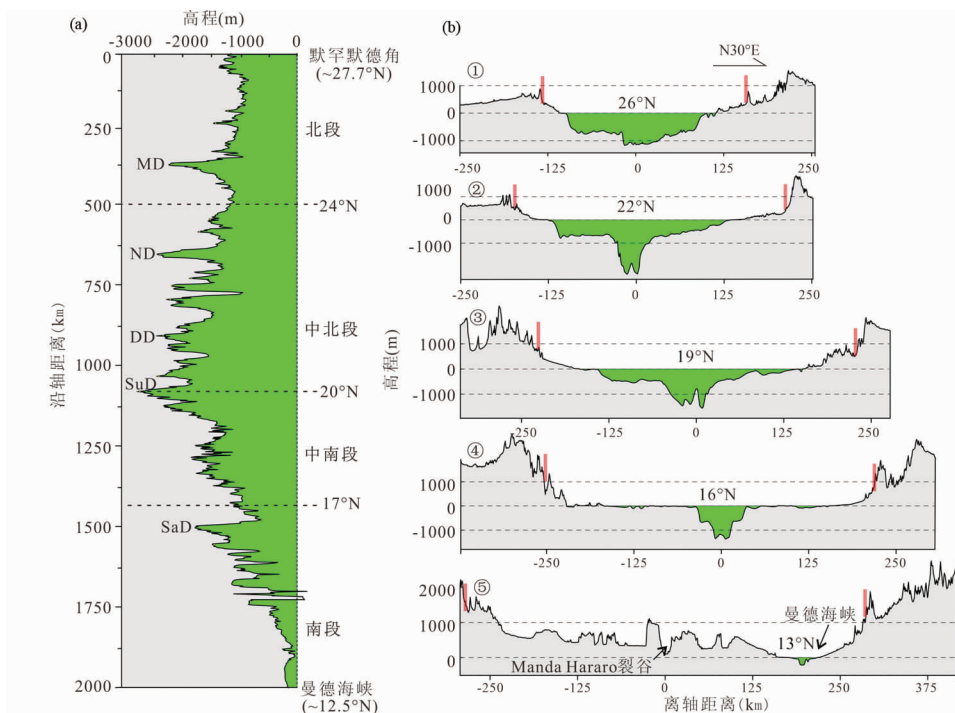 (a)
高程(m)
-3000 -2000 -1000 0
0
250
500
750
1000
1250
1500
1750
2000
沿轴距离(km)
默罕默德角
(~27.7°N)
北段
MD
24°N
ND
中北段
DD
SuD
20°N
中南段
17°N
SaD
南段
曼德海峡
(~12.5°N)
(b)
高程(m)
N30°E
①
1000
0
-1000
26°N
-250 -125 0 125 250
②
1000
0
-1000
22°N
-250 -125 0 125 250
③
1000
0
-1000
19°N
-250 -125 0 125 250
④
1000
0
-1000
16°N
-250 -125 0 125 250
⑤
2000
1000
0
曼德海峡
13°N
Manda Hararo裂谷
-250 -125 0 125 250 375
离轴距离(km)